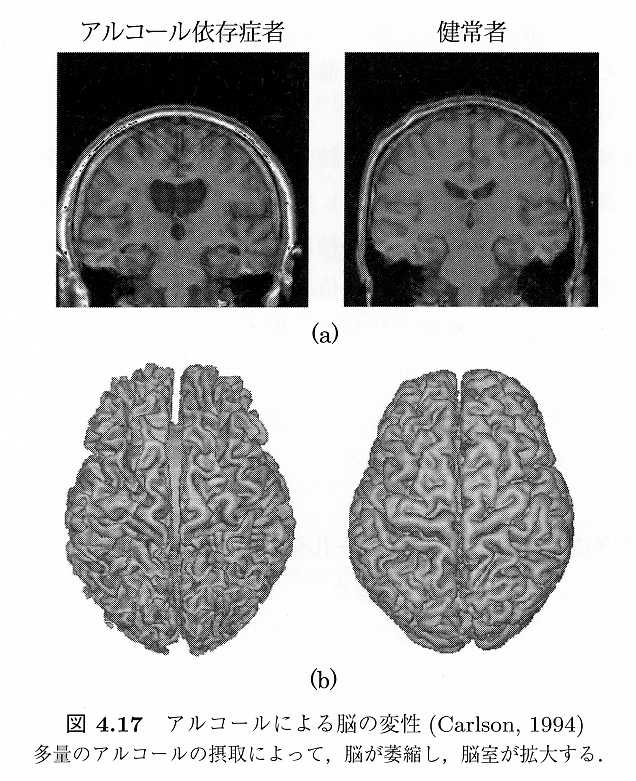 アルコール依存症者 健常者
(a)
(b)
図 4.17 アルコールによる脳の変性 (Carlson, 1994)
多量のアルコールの摂取によって，脳が萎縮し，脳室が拡大する．